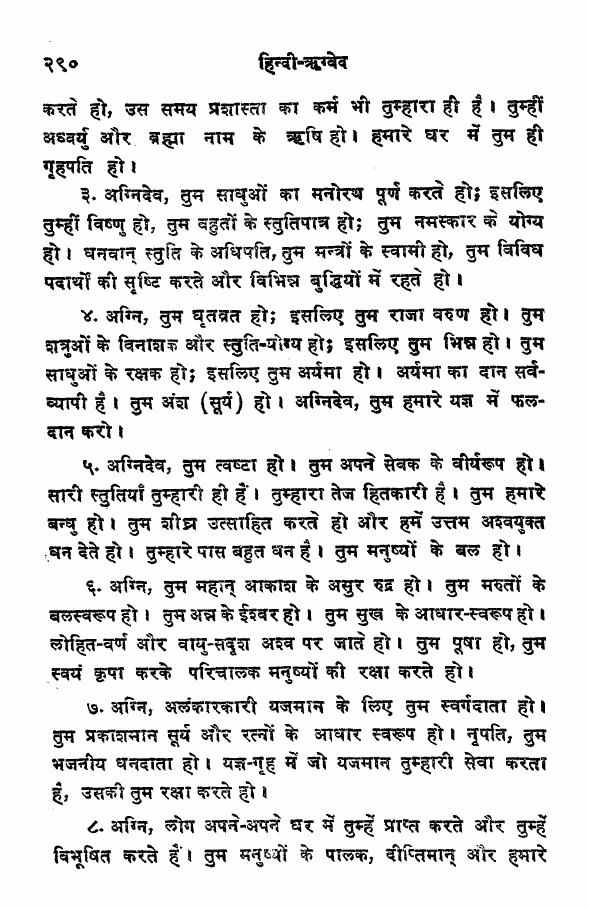 २९० हिन्दी-ऋग्वेद
करते हो, उस समय प्रशास्ता का कर्म भी तुम्हारा ही है। तुम्हीं
अध्वर्यु और ब्रह्मा नाम के ऋषि हो। हमारे घर में तुम ही
गृहपति हो।
३. अग्निदेव, तुम साधुओं का मनोरथ पूर्ण करते हो; इसलिए
तुम्हीं विष्णु हो, तुम बहुतों के स्तुतिपात्र हो; तुम नमस्कार के योग्य
हो। धनवान् स्तुति के अधिपति, तुम मन्त्रों के स्वामी हो, तुम विविध
पदार्थों की सृष्टि करते और विभिन्न बुद्धियों में रहते हो।
४. अग्नि, तुम घृतव्रत हो; इसलिए तुम राजा वरुण हो। तुम
शत्रुओं के विनाशक और स्तुति-योग्य हो; इसलिए तुम भिन्न हो। तुम
साधुओं के रक्षक हो; इसलिए तुम अर्यमा हो। अर्यमा का दान सर्व-
व्यापी है। तुम अंश (सूर्य) हो। अग्निदेव, तुम हमारे यज्ञ में फल-
दान करो।
५. अग्निदेव, तुम त्वष्टा हो। तुम अपने सेवक के वीर्यरूप हो।
सारी स्तुतियाँ तुम्हारी ही हैं। तुम्हारा तेज हितकारी है। तुम हमारे
बन्धु हो। तुम शीघ्र उत्साहित करते हो और हमें उत्तम अश्वयुक्त
धन देते हो। तुम्हारे पास बहुत धन है। तुम मनुष्यों के बल हो।
६. अग्नि, तुम महान् आकाश के असुर रुद्र हो। तुम मरुतों के
बलस्वरूप हो। तुम अन्न के ईश्वर हो। तुम सुख के आधार-स्वरूप हो।
लोहित-वर्ण और वायु-सदृश अश्व पर जाते हो। तुम पूषा हो, तुम
स्वयं कृपा करके परिचालक मनुष्यों की रक्षा करते हो।
७. अग्नि, अलंकारकारी यजमान के लिए तुम स्वर्गदाता हो।
तुम प्रकाशमान सूर्य और रत्नों के आधार स्वरूप हो। नृपति, तुम
भजनीय धनदाता हो। यज्ञ-गृह में जो यजमान तुम्हारी सेवा करता
है, उसकी तुम रक्षा करते हो।
८. अग्नि, लोग अपने-अपने घर में तुम्हें प्राप्त करते और तुम्हें
विभूषित करते हैं। तुम मनुष्यों के पालक, दीप्तिमान् और हमारे